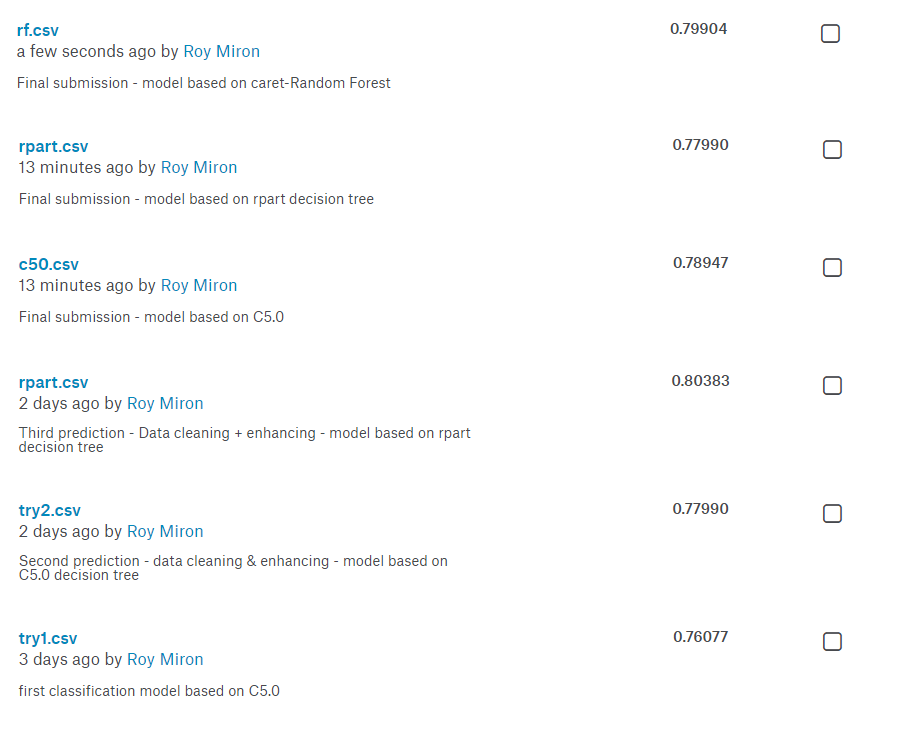 rf.csv
0.79904
a few seconds ago by Roy Miron
Final submission - model based on caret-Random Forest
rpart.csv
0.77990
13 minutes ago by Roy Miron
Final submission - model based on rpart decision tree
c50.csv
0.78947
13 minutes ago by Roy Miron
Final submission - model based on C5.0
rpart.csv
0.80383
2 days ago by Roy Miron
Third prediction - Data cleaning + enhancing - model based on rpart
decision tree
try2.csv
0.77990
2 days ago by Roy Miron
Second prediction - data cleaning & enhancing - model based on
C5.0 decision tree
try1.csv
0.76077
3 days ago by Roy Miron
first classification model based on C5.0